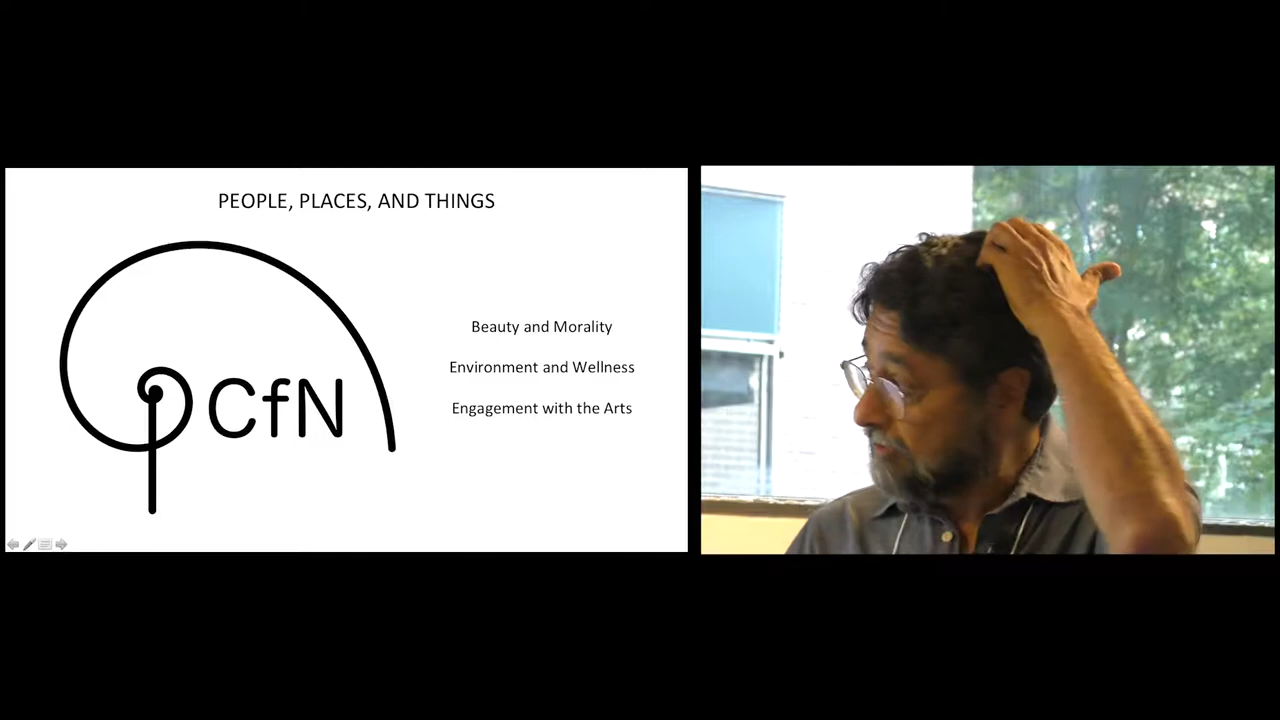 PEOPLE, PLACES, AND THINGS
CfN
Beauty and Morality
Environment and Wellness
Engagement with the Arts